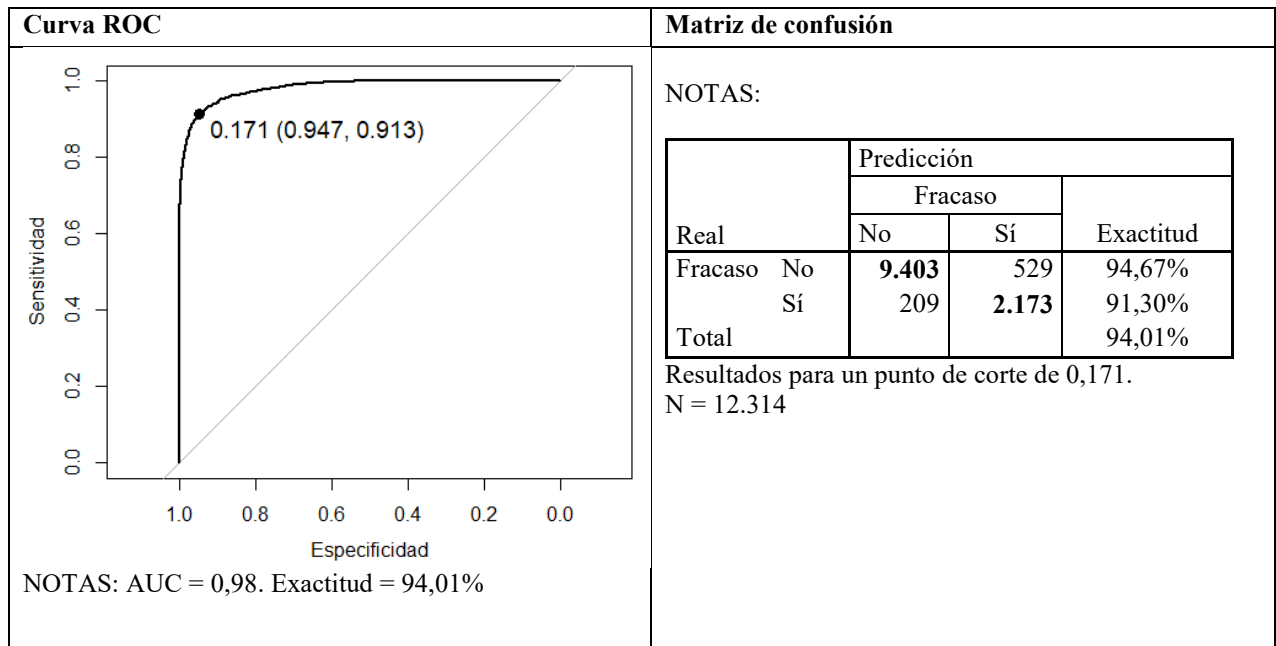 Curva ROC
1.0
0.8
0.6
0.4
0.2
0.0
Sensitividad
0.171 (0.947, 0.913)
1.0 0.8 0.6 0.4 0.2 0.0
Especificidad
NOTAS: AUC = 0,98. Exactitud = 94,01%
Matriz de confusión
NOTAS:
Predicción
Fracaso
Real No Sí Exactitud
Fracaso No 9.403 529 94,67%
Sí 209 2.173 91,30%
Total 94,01%
Resultados para un punto de corte de 0,171.
N = 12.314